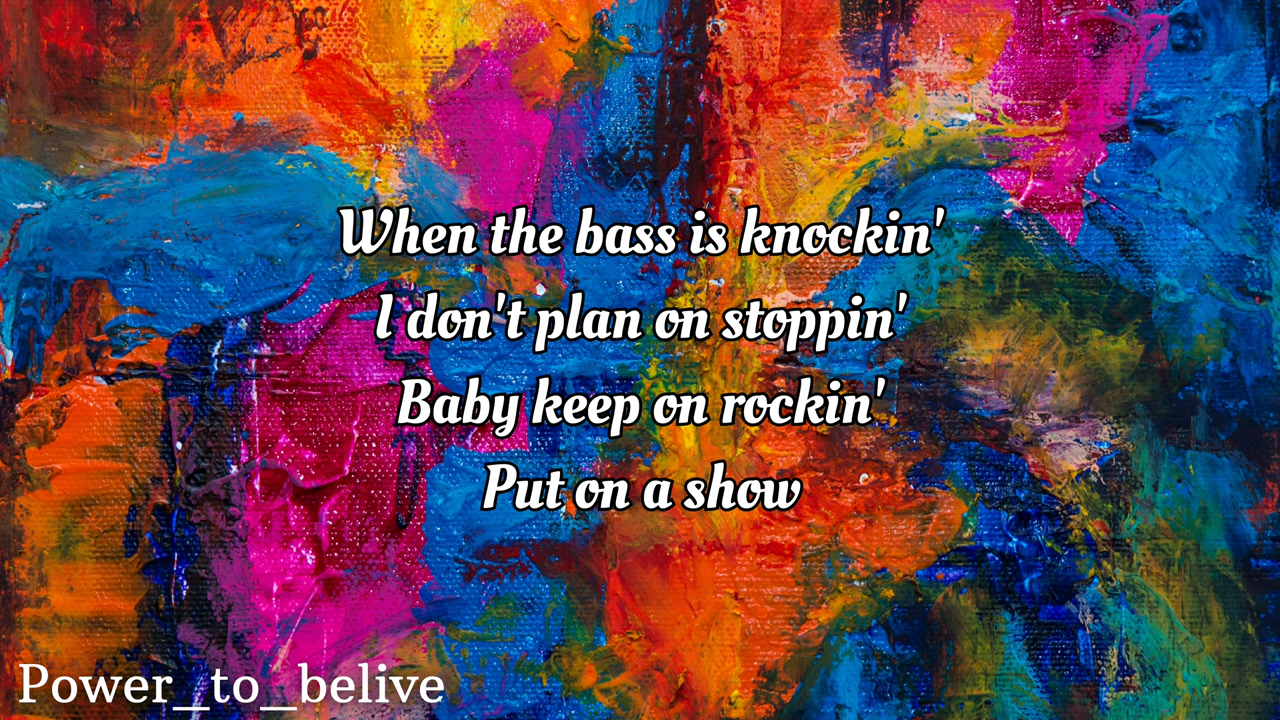 When the bass is knockin'
I don't plan on stoppin'
Baby keep on rockin'
Put on a show
Power_to_belive